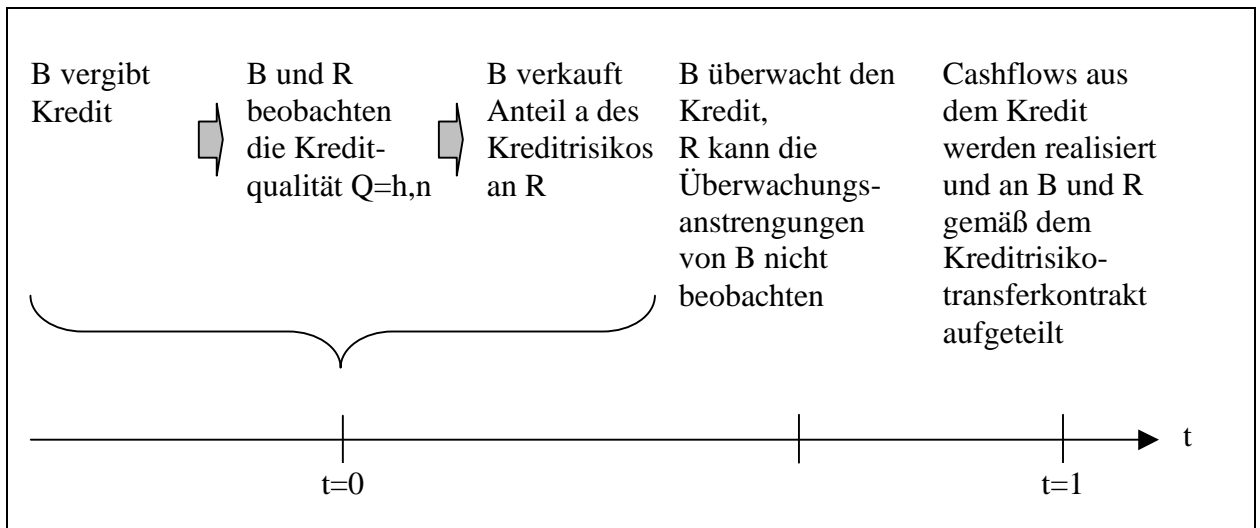 B vergibt
Kredit
B und R
beobachten
die Kredit-
qualität Q=h,n
B verkauft
Anteil a des
Kreditrisikos
an R
B überwacht den
Kredit,
R kann die
Überwachungs-
anstrengungen
von B nicht
beobachten
Cashflows aus
dem Kredit
werden realisiert
und an B und R
gemäß dem
Kreditrisiko-
transferkontrakt
aufgeteilt
t
t=0
t=1